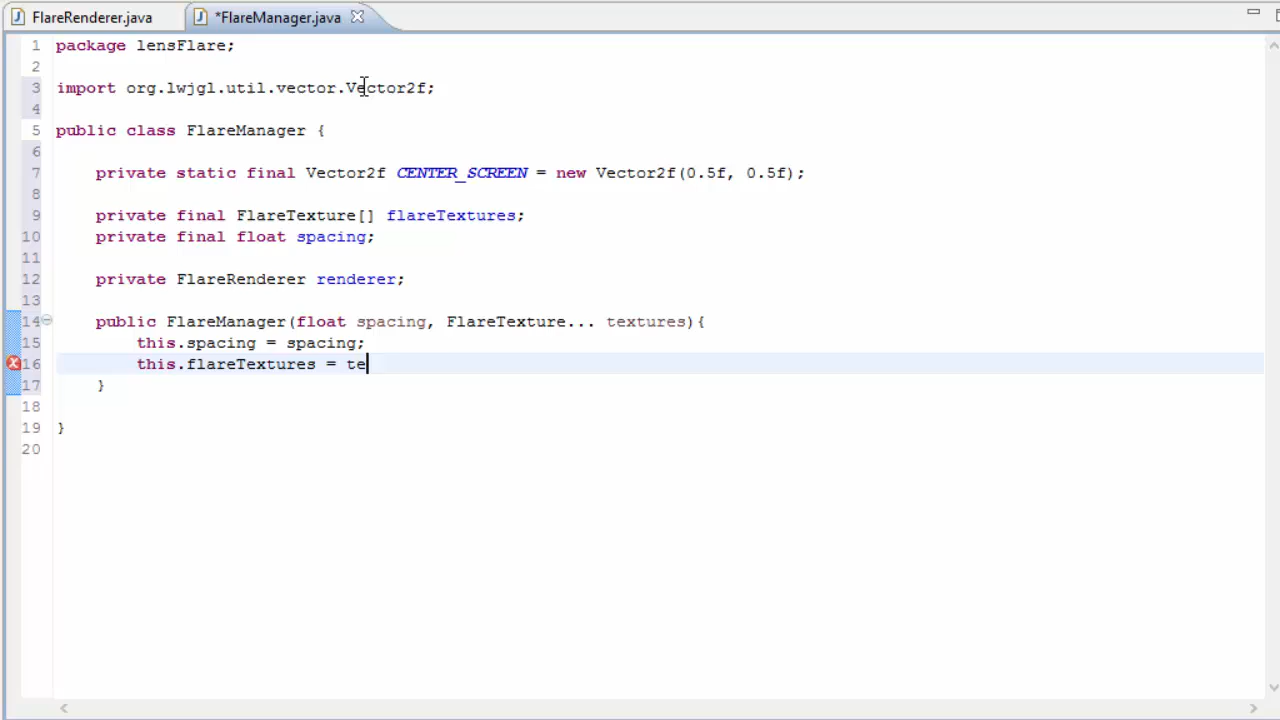 FlareRenderer.java *FlareManager.java
1 package lensFlare;
2
3 import org.lwjgl.util.vector.Vector2f;
4
5 public class FlareManager {
6
7 private static final Vector2f CENTER_SCREEN = new Vector2f(0.5f, 0.5f);
8
9 private final FlareTexture[] flareTextures;
10 private final float spacing;
11
12 private FlareRenderer renderer;
13
14 public FlareManager(float spacing, FlareTexture... textures){
15 this.spacing = spacing;
16 this.flareTextures = te
17 }
18
19 }
20